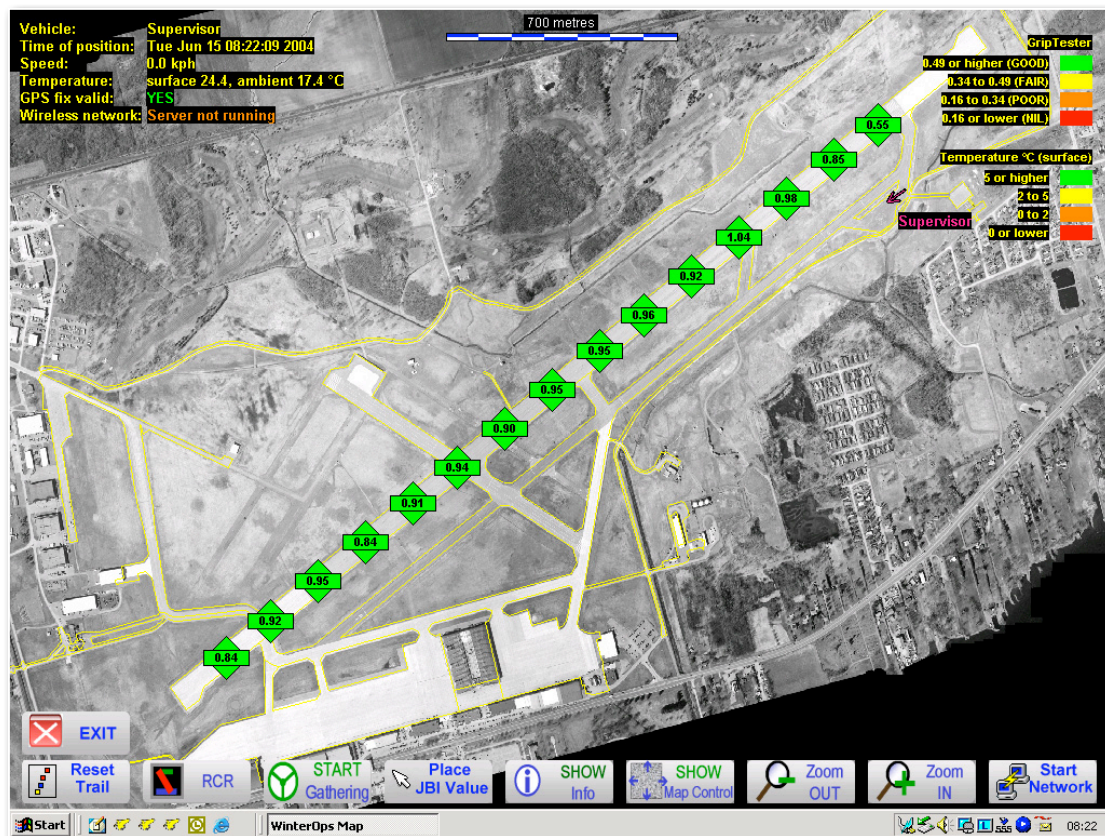 Vehicle: Supervisor
Time of position: Tue Jun 15 08:22:09 2004
Speed: 0.0 kph
Temperature: surface 24.4, ambient 17.4 °C
GPS fix valid: YES
Wireless network: Server not running
700 metres
GripTester
0.49 or higher (GOOD)
0.34 to 0.49 (FAIR)
0.16 to 0.34 (POOR)
0.16 or lower (NIL)
Temperature °C (surface)
5 or higher
2 to 5
0 to 2
0 or lower
0.55
0.85
0.98
Supervisor
1.04
0.92
0.96
0.95
0.95
0.90
0.94
0.91
0.84
0.95
0.92
0.84
EXIT
Reset
Trail
RCR
START
Gathering
Place
JBI Value
SHOW
Info
SHOW
Map Control
Zoom
OUT
Zoom
IN
Start
Network
Start
WinterOps Map
555
08:22